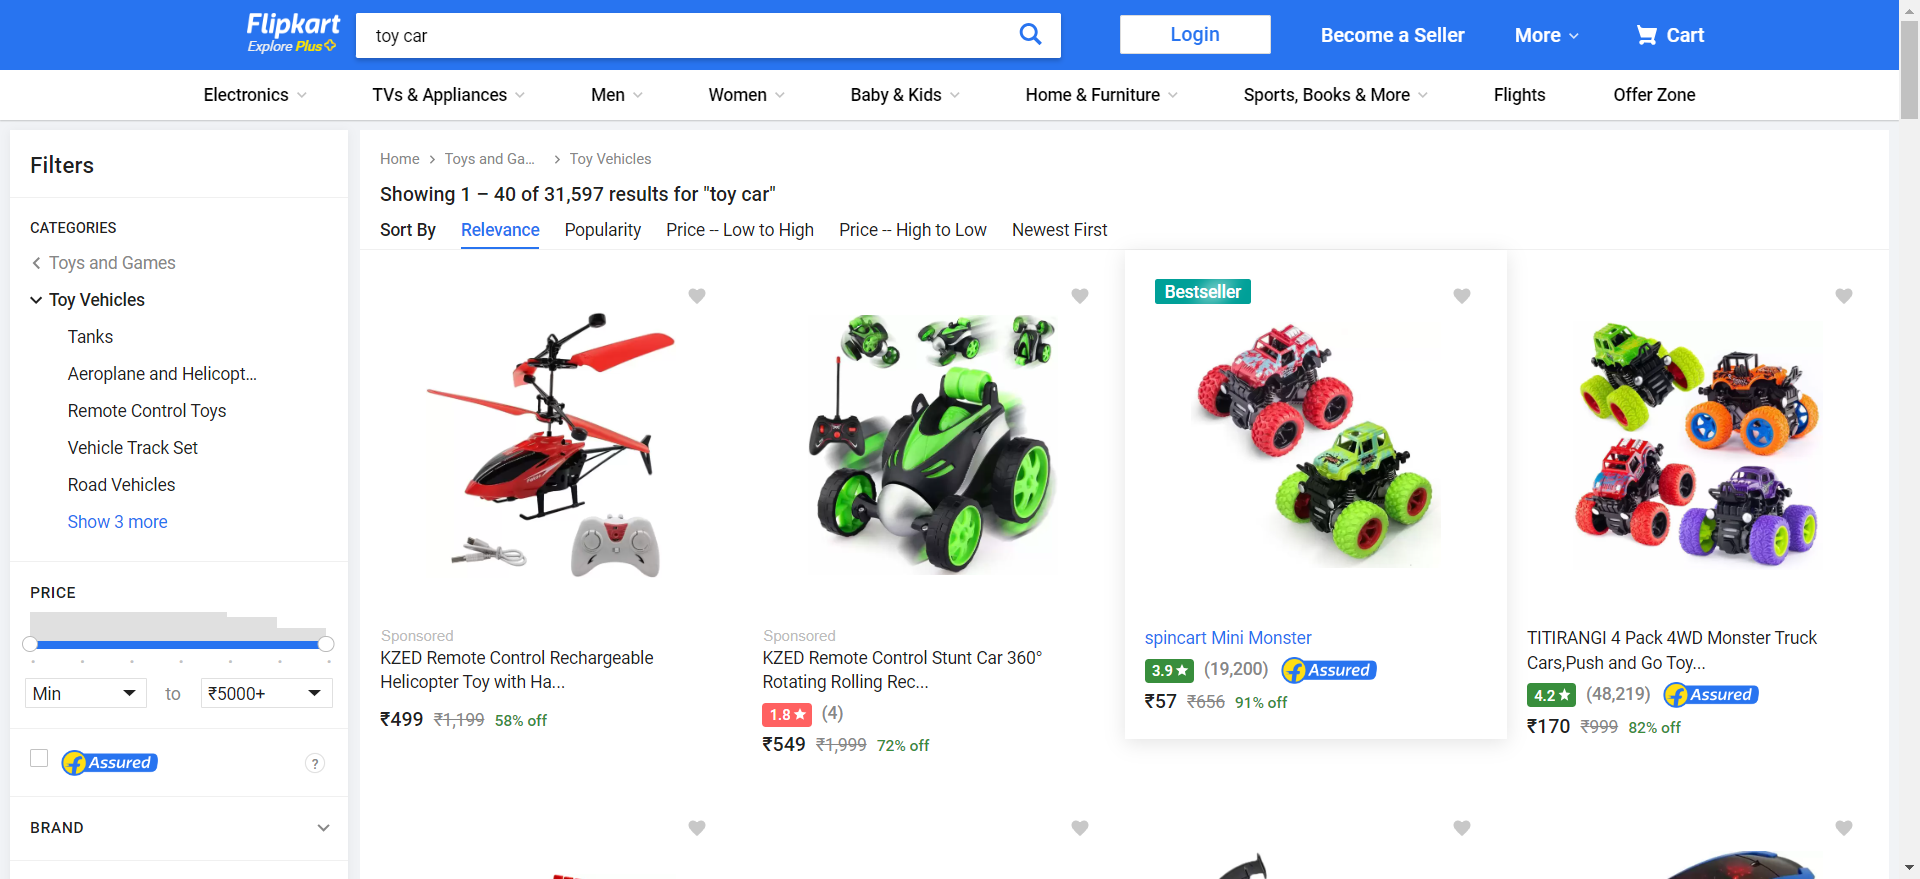 Flipkart
Explore Plus
toy car
Login
Become a Seller
More
Cart
Electronics
TVs & Appliances
Men
Women
Baby & Kids
Home & Furniture
Sports, Books & More
Flights
Offer Zone
Filters
CATEGORIES
Toys and Games
Toy Vehicles
Tanks
Aeroplane and Helicopt...
Remote Control Toys
Vehicle Track Set
Road Vehicles
Show 3 more
PRICE
Min
to
₹5000+
Assured
?
BRAND
Home
Toys and Ga...
Toy Vehicles
Showing 1 – 40 of 31,597 results for "toy car"
Sort By
Relevance
Popularity
Price -- Low to High
Price -- High to Low
Newest First
Sponsored
KZED Remote Control Rechargeable
Helicopter Toy with Ha...
₹499 ₹1,199 58% off
Sponsored
KZED Remote Control Stunt Car 360°
Rotating Rolling Rec...
1.8 ★ (4)
₹549 ₹1,999 72% off
Bestseller
spincart Mini Monster
3.9 ★ (19,200) Assured
₹57 ₹656 91% off
TITIRANGI 4 Pack 4WD Monster Truck
Cars,Push and Go Toy...
4.2 ★ (48,219) Assured
₹170 ₹999 82% off